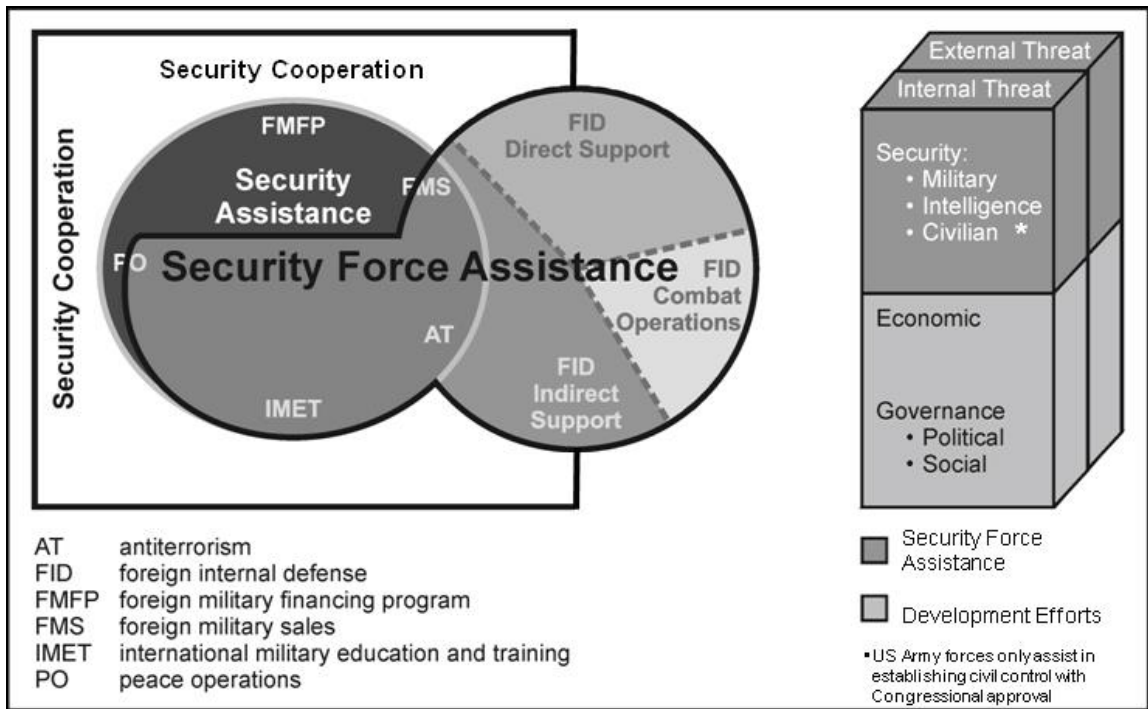 Security Cooperation
Security Cooperation
FMFP
Security
Assistance
FMS
PO
Security Force Assistance
AT
IMET
FID
Direct Support
FID
Combat
Operations
FID
Indirect
Support
External Threat
Internal Threat
Security:
• Military
• Intelligence
• Civilian *
Economic
Governance
• Political
• Social
Security Force
Assistance
Development Efforts
•US Army forces only assist in
establishing civil control with
Congressional approval
AT antiterrorism
FID foreign internal defense
FMFP foreign military financing program
FMS foreign military sales
IMET international military education and training
PO peace operations